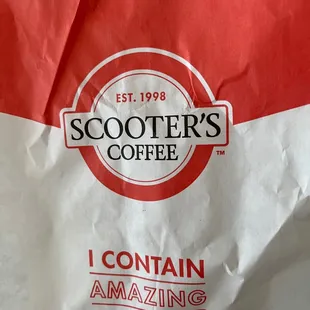 EST. 1998
SCOOTER'S
COFFEE
TM
I CONTAIN
AMAZING